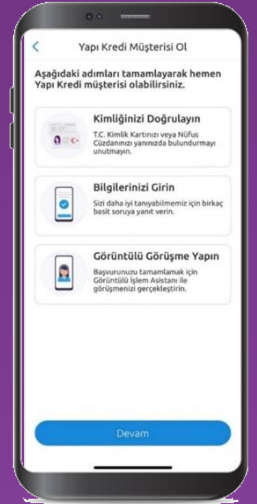 Yapı Kredi Müşterisi Ol
Aşağıdaki adımları tamamlayarak hemen
Yapı Kredi müşterisi olabilirsiniz.
Kimliğinizi Doğrulayın
T.C. Kimlik Kartınızı veya Nüfus
Cüzdanınızı yanınızda bulundurmayı
unutmayın.
Bilgilerinizi Girin
Sizi daha iyi tanıyabilmemiz için birkaç
basit soruya yanıt verin.
Görüntülü Görüşme Yapın
Başvurunuzu tamamlamak için
Görüntülü İşlem Asistanı ile
görüşmenizi gerçekleştirin.
Devam